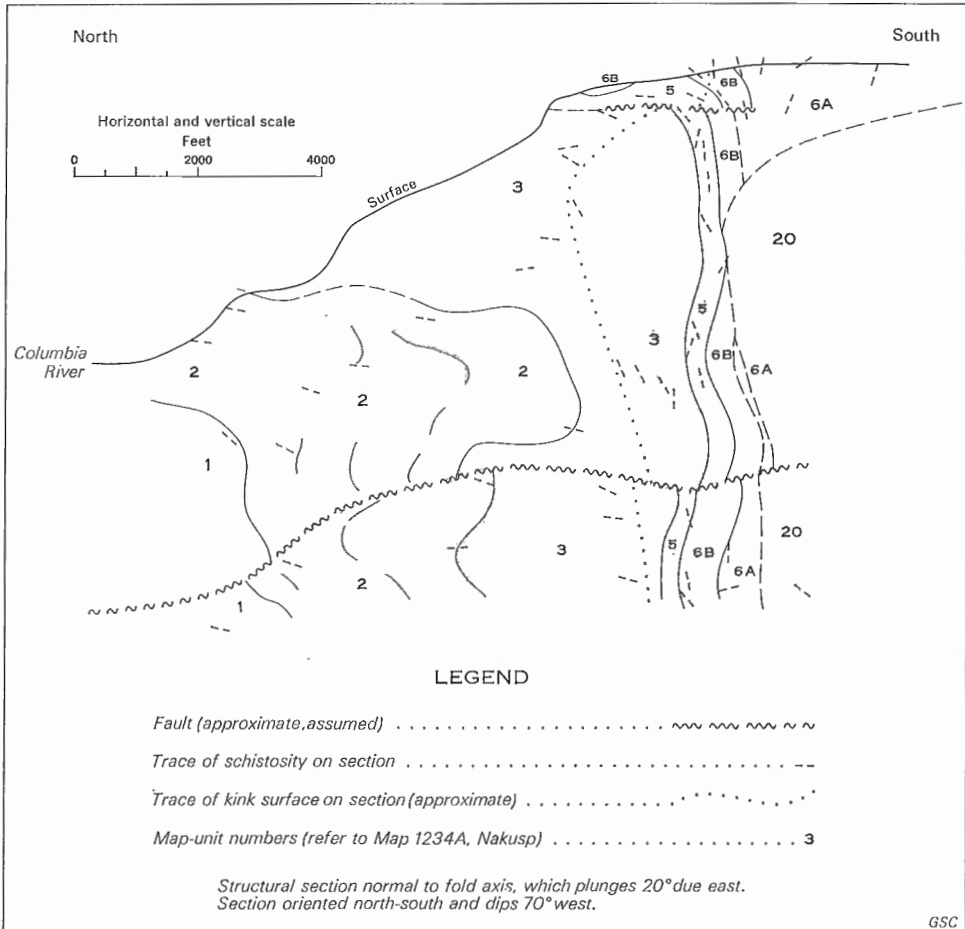 North
South
Horizontal and vertical scale
Feet
0 2000 4000
Surface
Columbia
River
6B
5
6B
6A
6B
3
20
3
5
6B
6A
2
2
2
1
20
5
6B
6A
3
2
1
LEGEND
Fault (approximate, assumed) . . . . . . . . . . . . . . . . . . . . . . . .
Trace of schistosity on section . . . . . . . . . . . . . . . . . . . . . . . . . . . . . . . . .
Trace of kink surface on section (approximate) . . . . . . . . . . . . .
Map-unit numbers (refer to Map 1234A, Nakusp) . . . . . . . . . . . . . . . . . . . . . 3
Structural section normal to fold axis, which plunges 20° due east.
Section oriented north-south and dips 70° west.
GSC